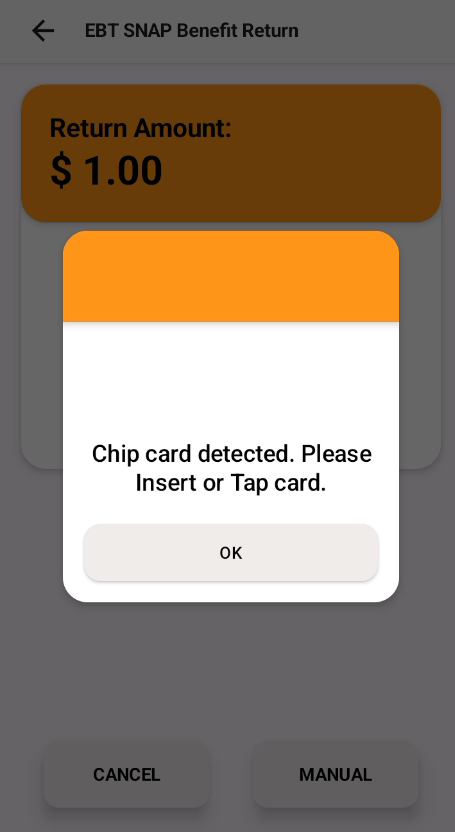 EBT SNAP Benefit Return
Return Amount:
$ 1.00
Chip card detected. Please
Insert or Tap card.
OK
CANCEL
MANUAL